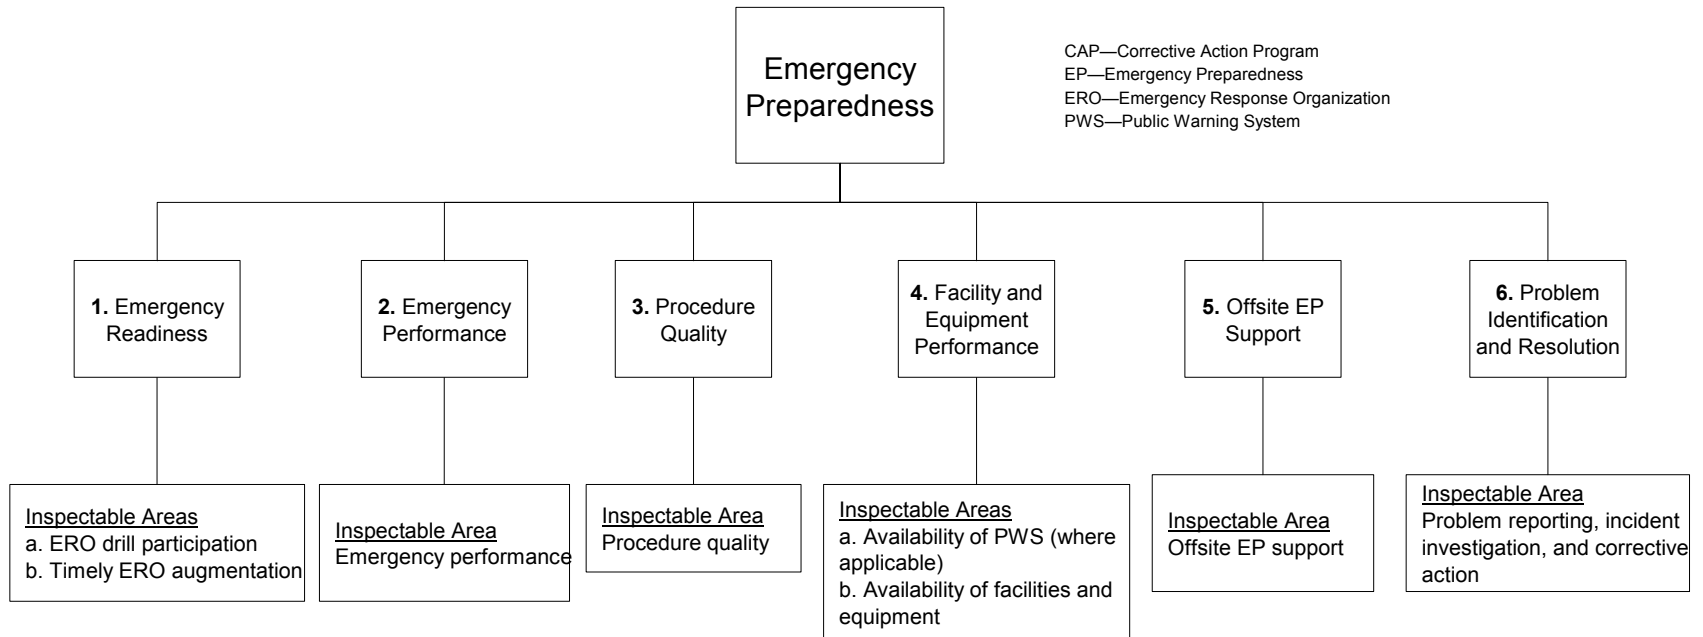 Emergency
Preparedness
CAP—Corrective Action Program
EP—Emergency Preparedness
ERO—Emergency Response Organization
PWS—Public Warning System
1. Emergency
Readiness
2. Emergency
Performance
3. Procedure
Quality
4. Facility and
Equipment
Performance
5. Offsite EP
Support
6. Problem
Identification
and Resolution
Inspectable Areas
a. ERO drill participation
b. Timely ERO augmentation
Inspectable Area
Emergency performance
Inspectable Area
Procedure quality
Inspectable Areas
a. Availability of PWS (where
applicable)
b. Availability of facilities and
equipment
Inspectable Area
Offsite EP support
Inspectable Area
Problem reporting, incident
investigation, and corrective
action